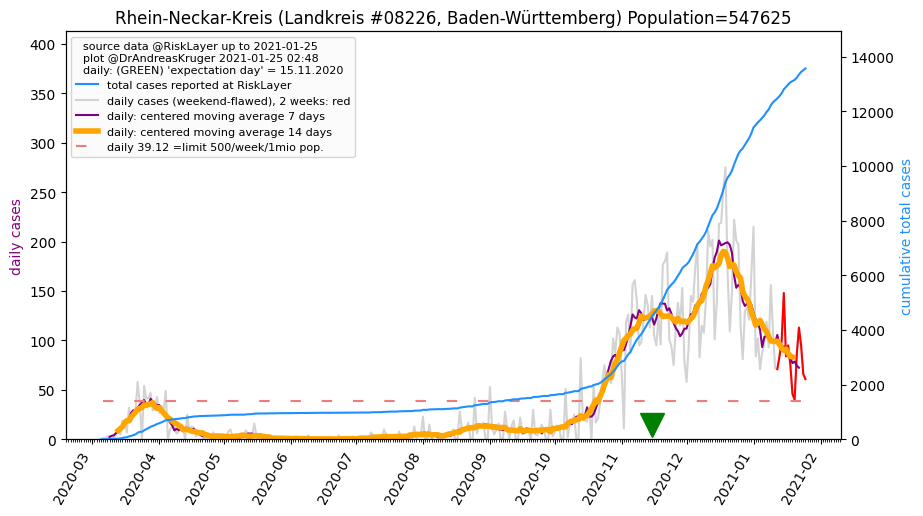 Rhein-Neckar-Kreis (Landkreis #08226, Baden-Württemberg) Population=547625
source data @RiskLayer up to 2021-01-25
plot @DrAndreasKruger 2021-01-25 02:48
daily: (GREEN) 'expectation day' = 15.11.2020
total cases reported at RiskLayer
daily cases (weekend-flawed), 2 weeks: red
daily: centered moving average 7 days
daily: centered moving average 14 days
daily 39.12 =limit 500/week/1mio pop.
daily cases
400
350
300
250
200
150
100
50
0
14000
12000
10000
8000
6000
4000
2000
0
cumulative total cases
2020-03
2020-04
2020-05
2020-06
2020-07
2020-08
2020-09
2020-10
2020-11
2020-12
2021-01
2021-02